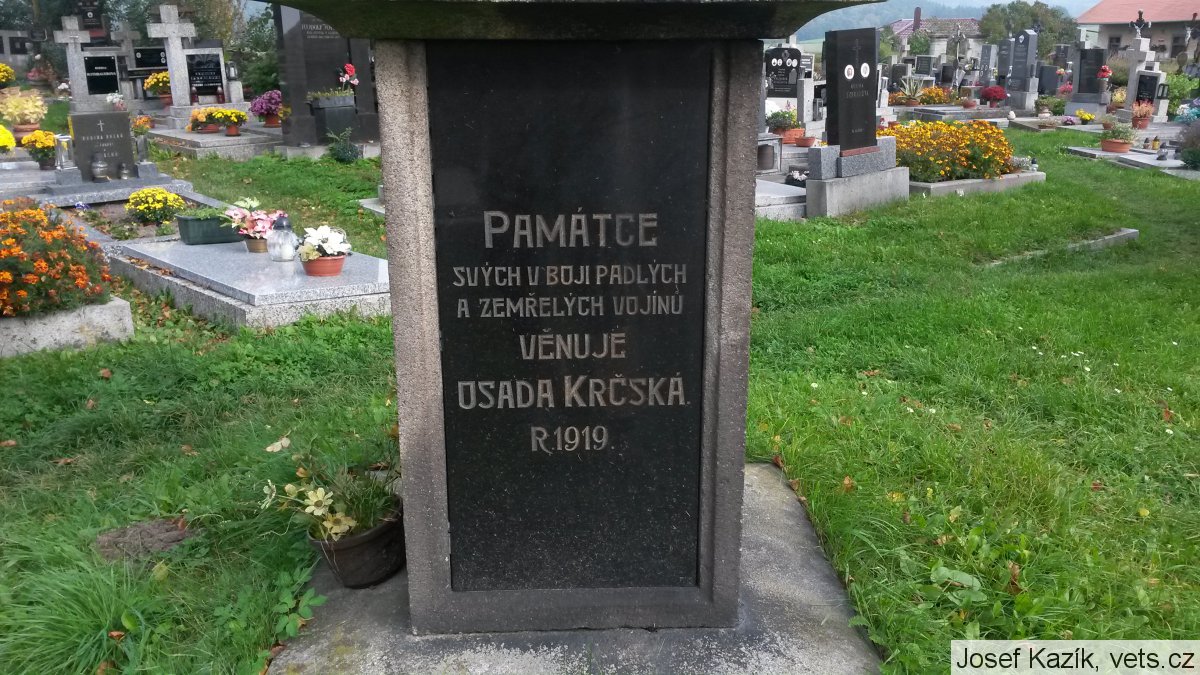 PAMÁTCE
SVÝCH V BOJI PADLÝCH
A ZEMŘELÝCH VOJÍNŮ
VĚNUJE
OSADA KRČSKÁ.
R.1919.
Josef Kazík, vets.cz